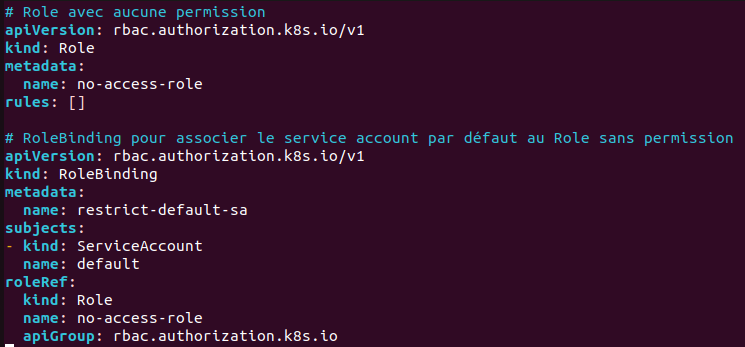 # Role avec aucune permission
apiVersion: rbac.authorization.k8s.io/v1
kind: Role
metadata:
  name: no-access-role
rules: []

# RoleBinding pour associer le service account par défaut au Role sans permission
apiVersion: rbac.authorization.k8s.io/v1
kind: RoleBinding
metadata:
  name: restrict-default-sa
subjects:
- kind: ServiceAccount
  name: default
roleRef:
  kind: Role
  name: no-access-role
  apiGroup: rbac.authorization.k8s.io